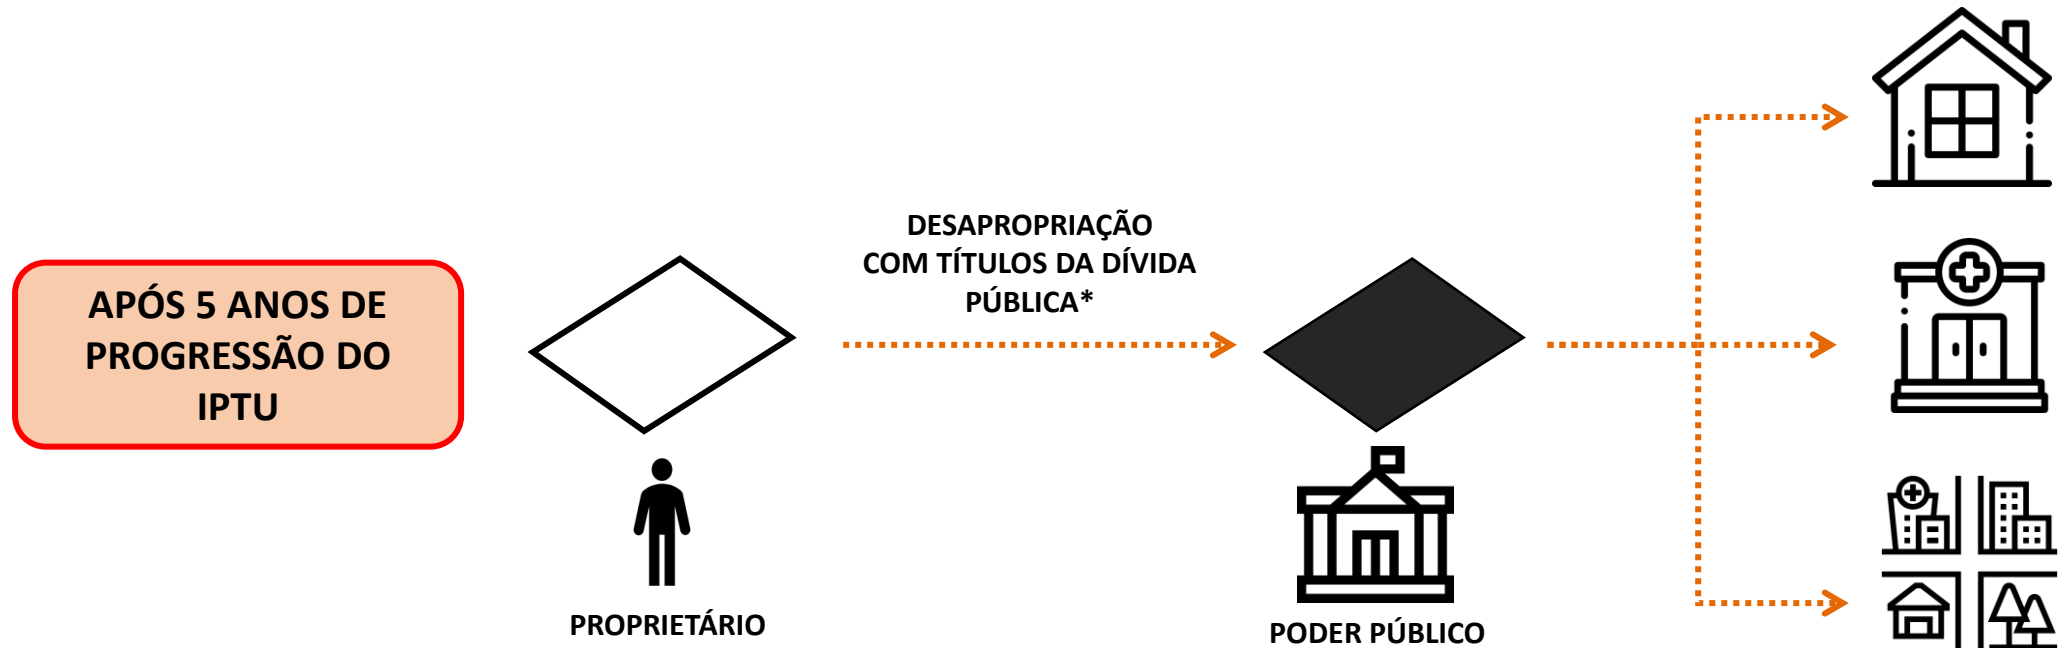 APÓS 5 ANOS DE
PROGRESSÃO DO
IPTU
DESAPROPRIAÇÃO
COM TÍTULOS DA DÍVIDA
PÚBLICA*
PROPRIETÁRIO
PODER PÚBLICO